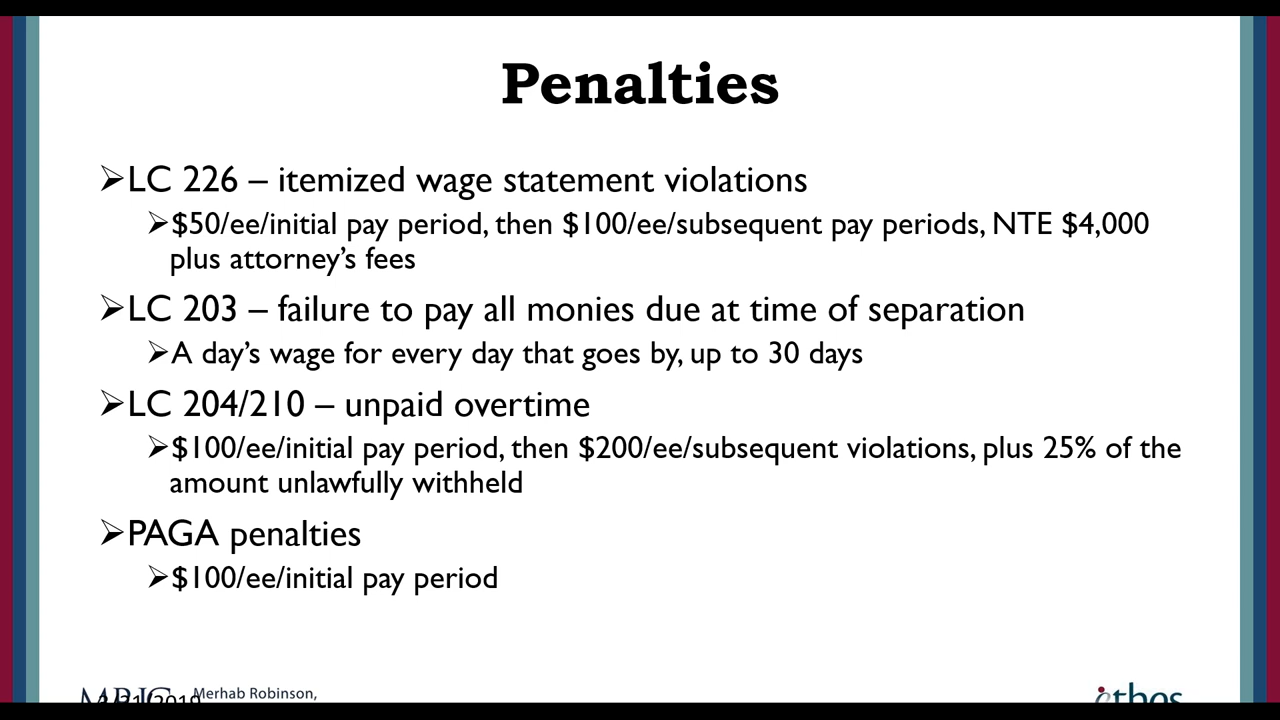 Penalties
➢LC 226 – itemized wage statement violations
➢$50/ee/initial pay period, then $100/ee/subsequent pay periods, NTE $4,000
plus attorney’s fees
➢LC 203 – failure to pay all monies due at time of separation
➢A day’s wage for every day that goes by, up to 30 days
➢LC 204/210 – unpaid overtime
➢$100/ee/initial pay period, then $200/ee/subsequent violations, plus 25% of the
amount unlawfully withheld
➢PAGA penalties
➢$100/ee/initial pay period
Merhab Robinson,
ethos